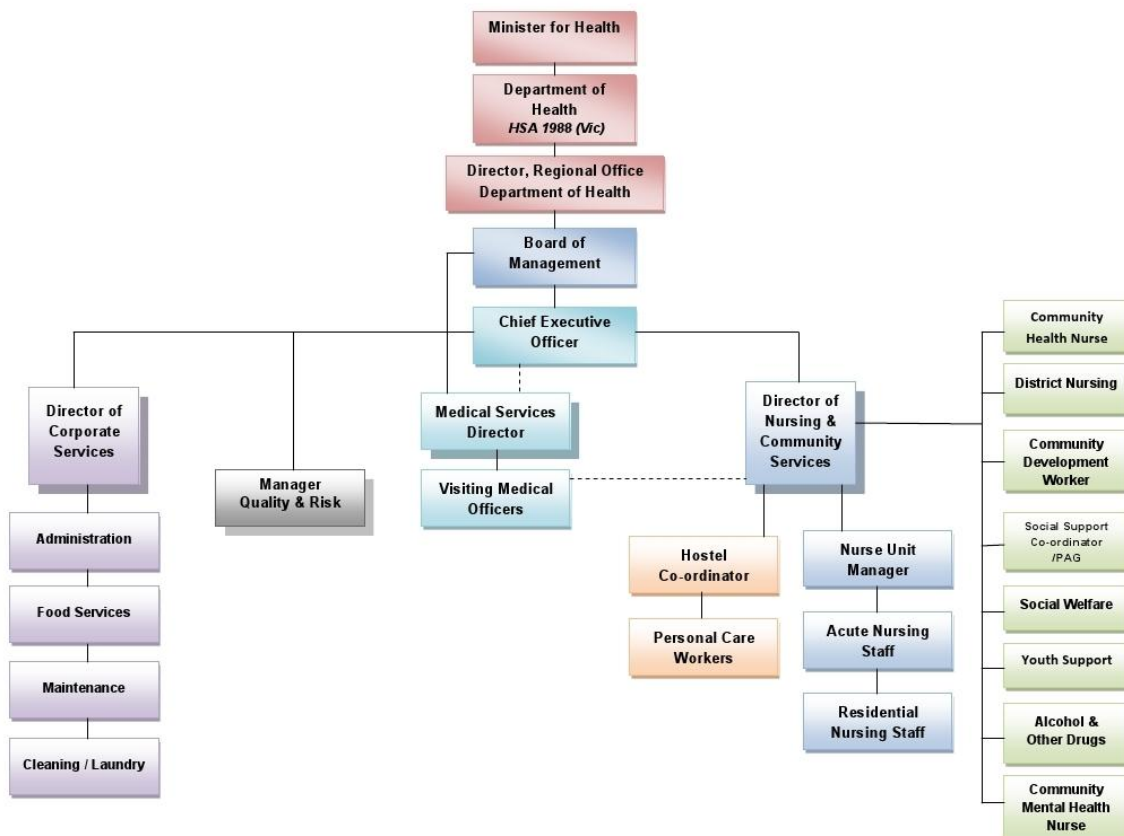 Minister for Health
Department of
Health
HSA 1988 (Vic)
Director, Regional Office
Department of Health
Board of
Management
Chief Executive
Officer
Director of
Corporate
Services
Administration
Food Services
Maintenance
Cleaning / Laundry
Manager
Quality & Risk
Medical Services
Director
Visiting Medical
Officers
Director of
Nursing &
Community
Services
Hostel
Co-ordinator
Personal Care
Workers
Nurse Unit
Manager
Acute Nursing
Staff
Residential
Nursing Staff
Community
Health Nurse
District Nursing
Community
Development
Worker
Social Support
Co-ordinator
/PAG
Social Welfare
Youth Support
Alcohol &
Other Drugs
Community
Mental Health
Nurse